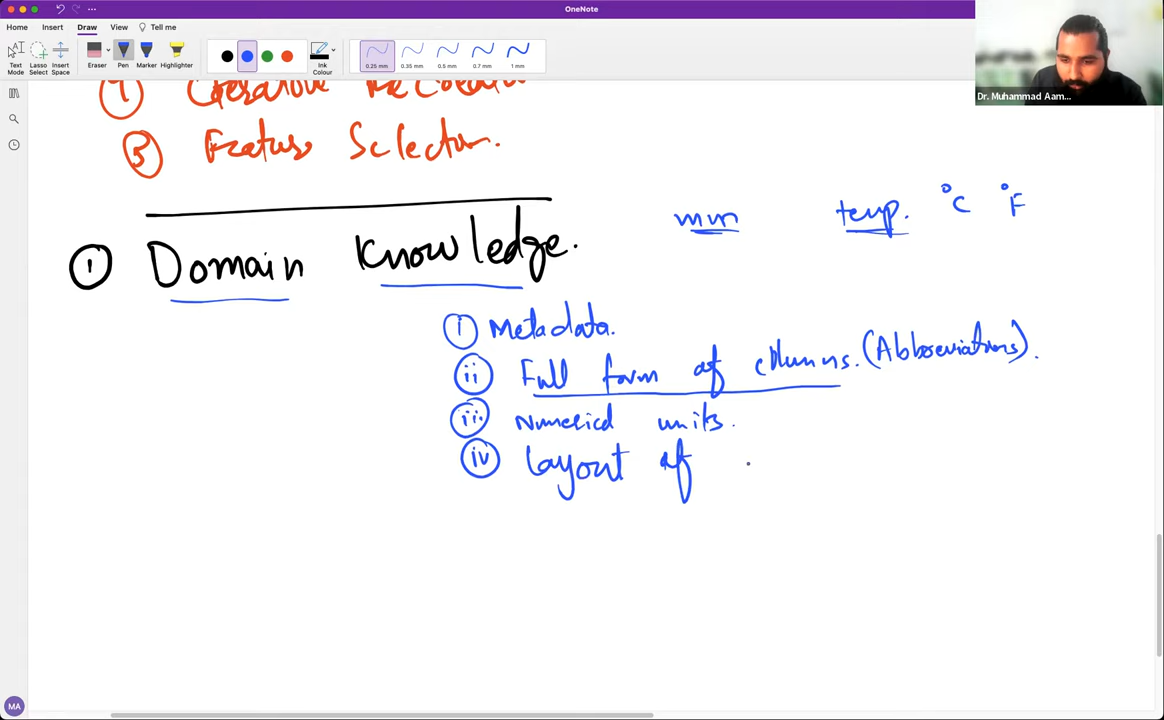 OneNote
Home Insert Draw View Tell me
Text Mode Lasso Select Insert Space Eraser Pen Marker Highlighter Ink Colour 0.25 mm 0.35 mm 0.5 mm 0.7 mm 1 mm
Dr. Muhammad Aam...
5 Feature Selection.
mm temp. °C °F
1 Domain Knowledge.
i Metadata.
ii Full form of columns. (Abbreviations).
iii Numerical units.
iv Layout of
MA